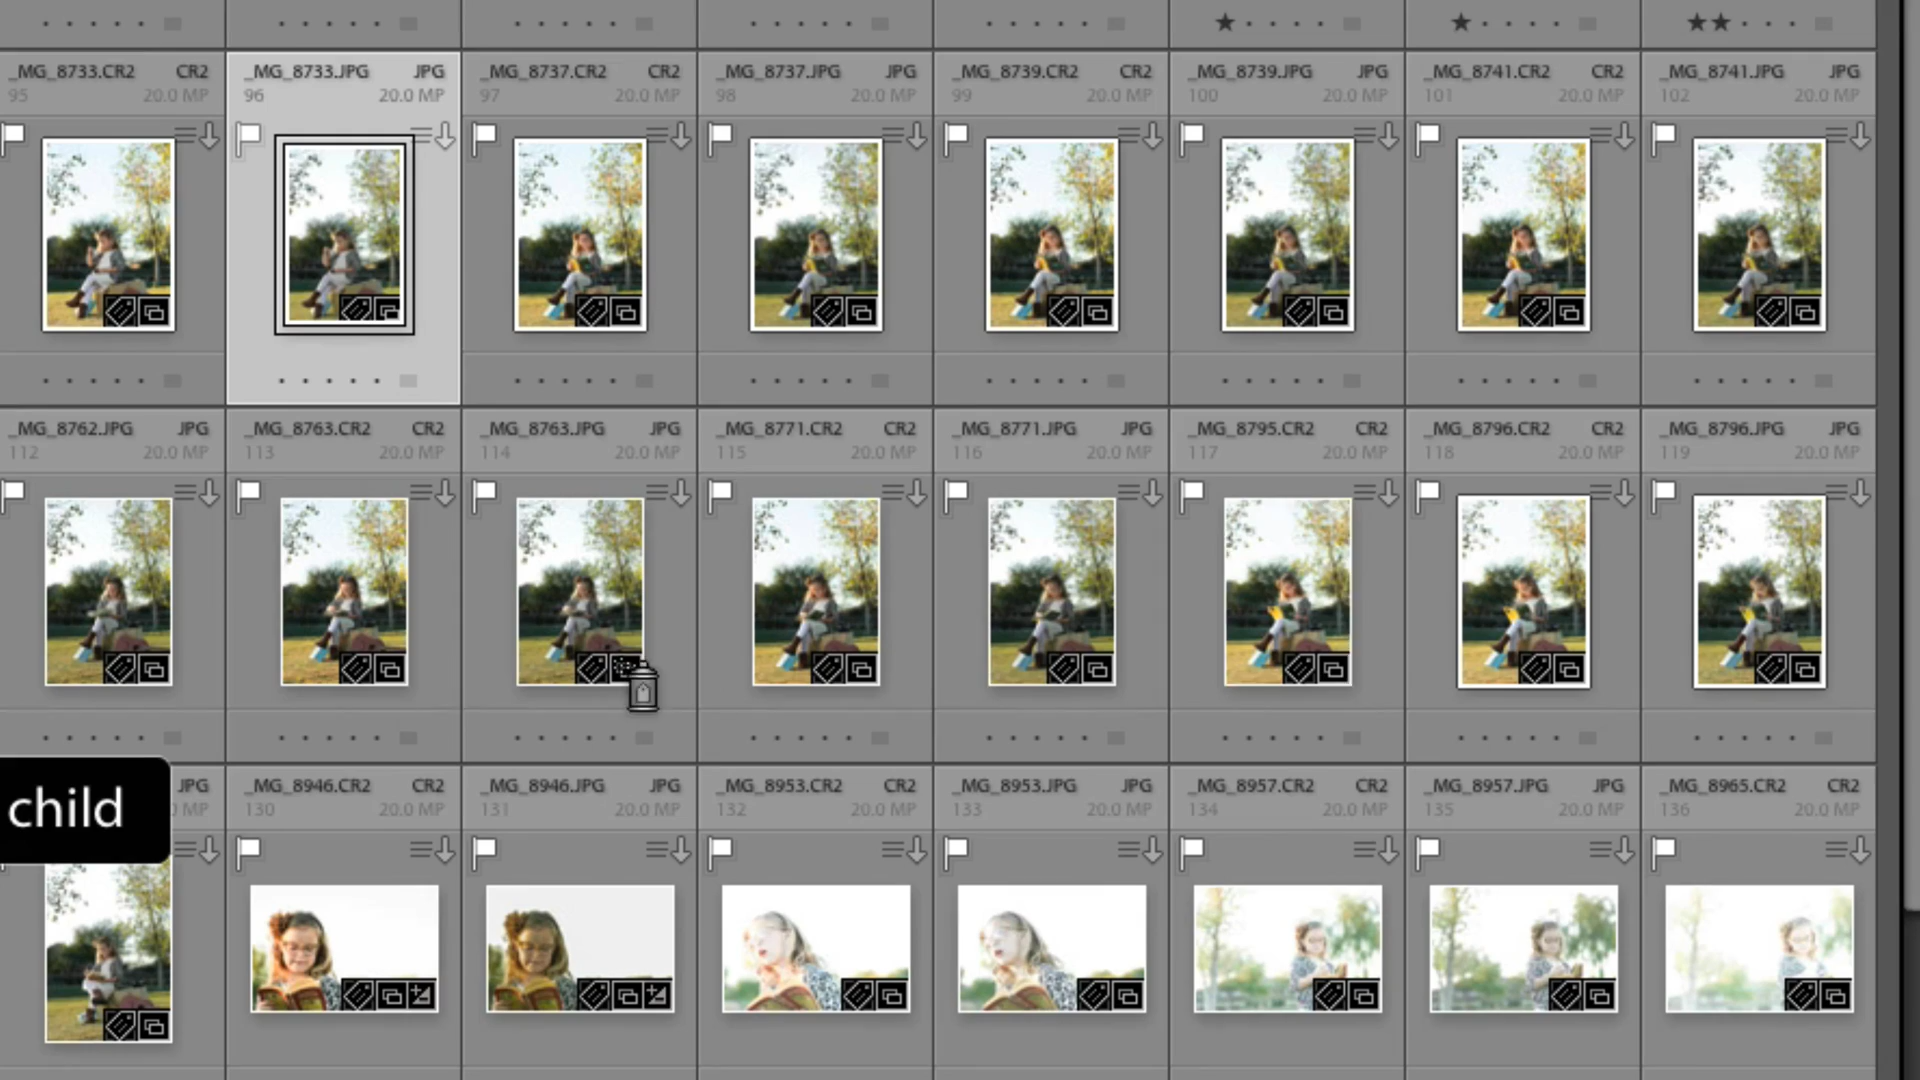 _MG_8733.CR2 CR2 _MG_8733.JPG JPG _MG_8737.CR2 CR2 _MG_8737.JPG JPG _MG_8739.CR2 CR2 _MG_8739.JPG JPG _MG_8741.CR2 CR2 _MG_8741.JPG JPG
95 20.0 MP 96 20.0 MP 97 20.0 MP 98 20.0 MP 99 20.0 MP 100 20.0 MP 101 20.0 MP 102 20.0 MP
_MG_8762.JPG JPG _MG_8763.CR2 CR2 _MG_8763.JPG JPG _MG_8771.CR2 CR2 _MG_8771.JPG JPG _MG_8795.CR2 CR2 _MG_8796.CR2 CR2 _MG_8796.JPG JPG
112 20.0 MP 113 20.0 MP 114 20.0 MP 115 20.0 MP 116 20.0 MP 117 20.0 MP 118 20.0 MP 119 20.0 MP
JPG _MG_8946.CR2 CR2 _MG_8946.JPG JPG _MG_8953.CR2 CR2 _MG_8953.JPG JPG _MG_8957.CR2 CR2 _MG_8957.JPG JPG _MG_8965.CR2 CR2
MP 130 20.0 MP 131 20.0 MP 132 20.0 MP 133 20.0 MP 134 20.0 MP 135 20.0 MP 136 20.0 MP
child